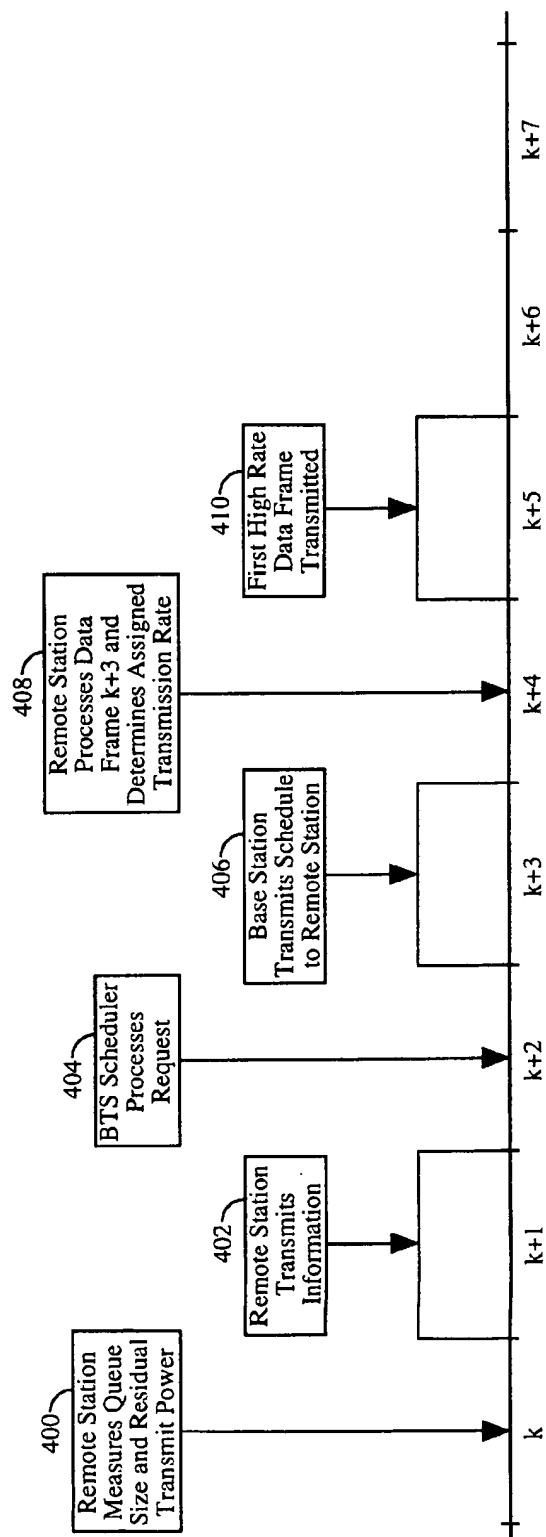 400
Remote Station
Measures Queue
Size and Residual
Transmit Power
402
Remote Station
Transmits
Information
404
BTS Scheduler
Processes
Request
406
Base Station
Transmits Schedule
to Remote Station
408
Remote Station
Processes Data
Frame k+3 and
Determines Assigned
Transmission Rate
410
First High Rate
Data Frame
Transmitted
k
k+1
k+2
k+3
k+4
k+5
k+6
k+7